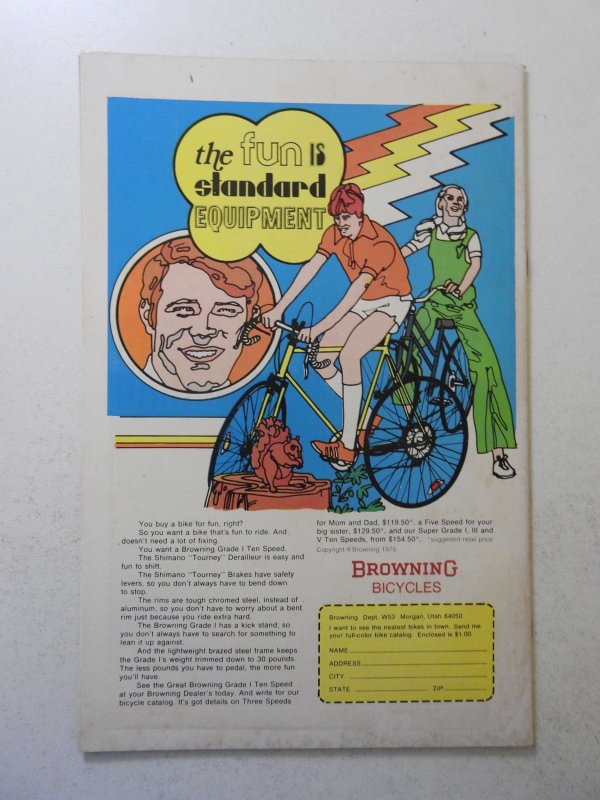 the fun IS
standard
EQUIPMENT
You buy a bike for fun, right?
So you want a bike that's fun to ride. And
doesn't need a lot of fixing.
You want a Browning Grade I Ten Speed.
The Shimano "Tourney" Derailleur is easy and
fun to shift.
The Shimano "Tourney" Brakes have safety
levers, so you don't always have to bend down
to stop.
The rims are tough chromed steel, instead of
aluminum, so you don't have to worry about a bent
rim just because you ride extra hard.
The Browning Grade I has a kick stand, so
you don't always have to search for something to
lean it up against.
And the lightweight brazed steel frame keeps
the Grade I's weight trimmed down to 30 pounds.
The less pounds you have to pedal, the more fun
you'll have.
See the Great Browning Grade I Ten Speed
at your Browning Dealer's today. And write for our
bicycle catalog. It's got details on Three Speeds
for Mom and Dad, $119.50*, a Five Speed for your
big sister, $129.50*, and our Super Grade I, III and
V Ten Speeds, from $154.50*. *suggested retail price
Copyright © Browning 1975
BROWNING
BICYCLES
Browning Dept. W53 Morgan, Utah 84050
I want to see the neatest bikes in town. Send me
your full-color bike catalog. Enclosed is $1.00.
NAME
ADDRESS
CITY
STATE ZIP